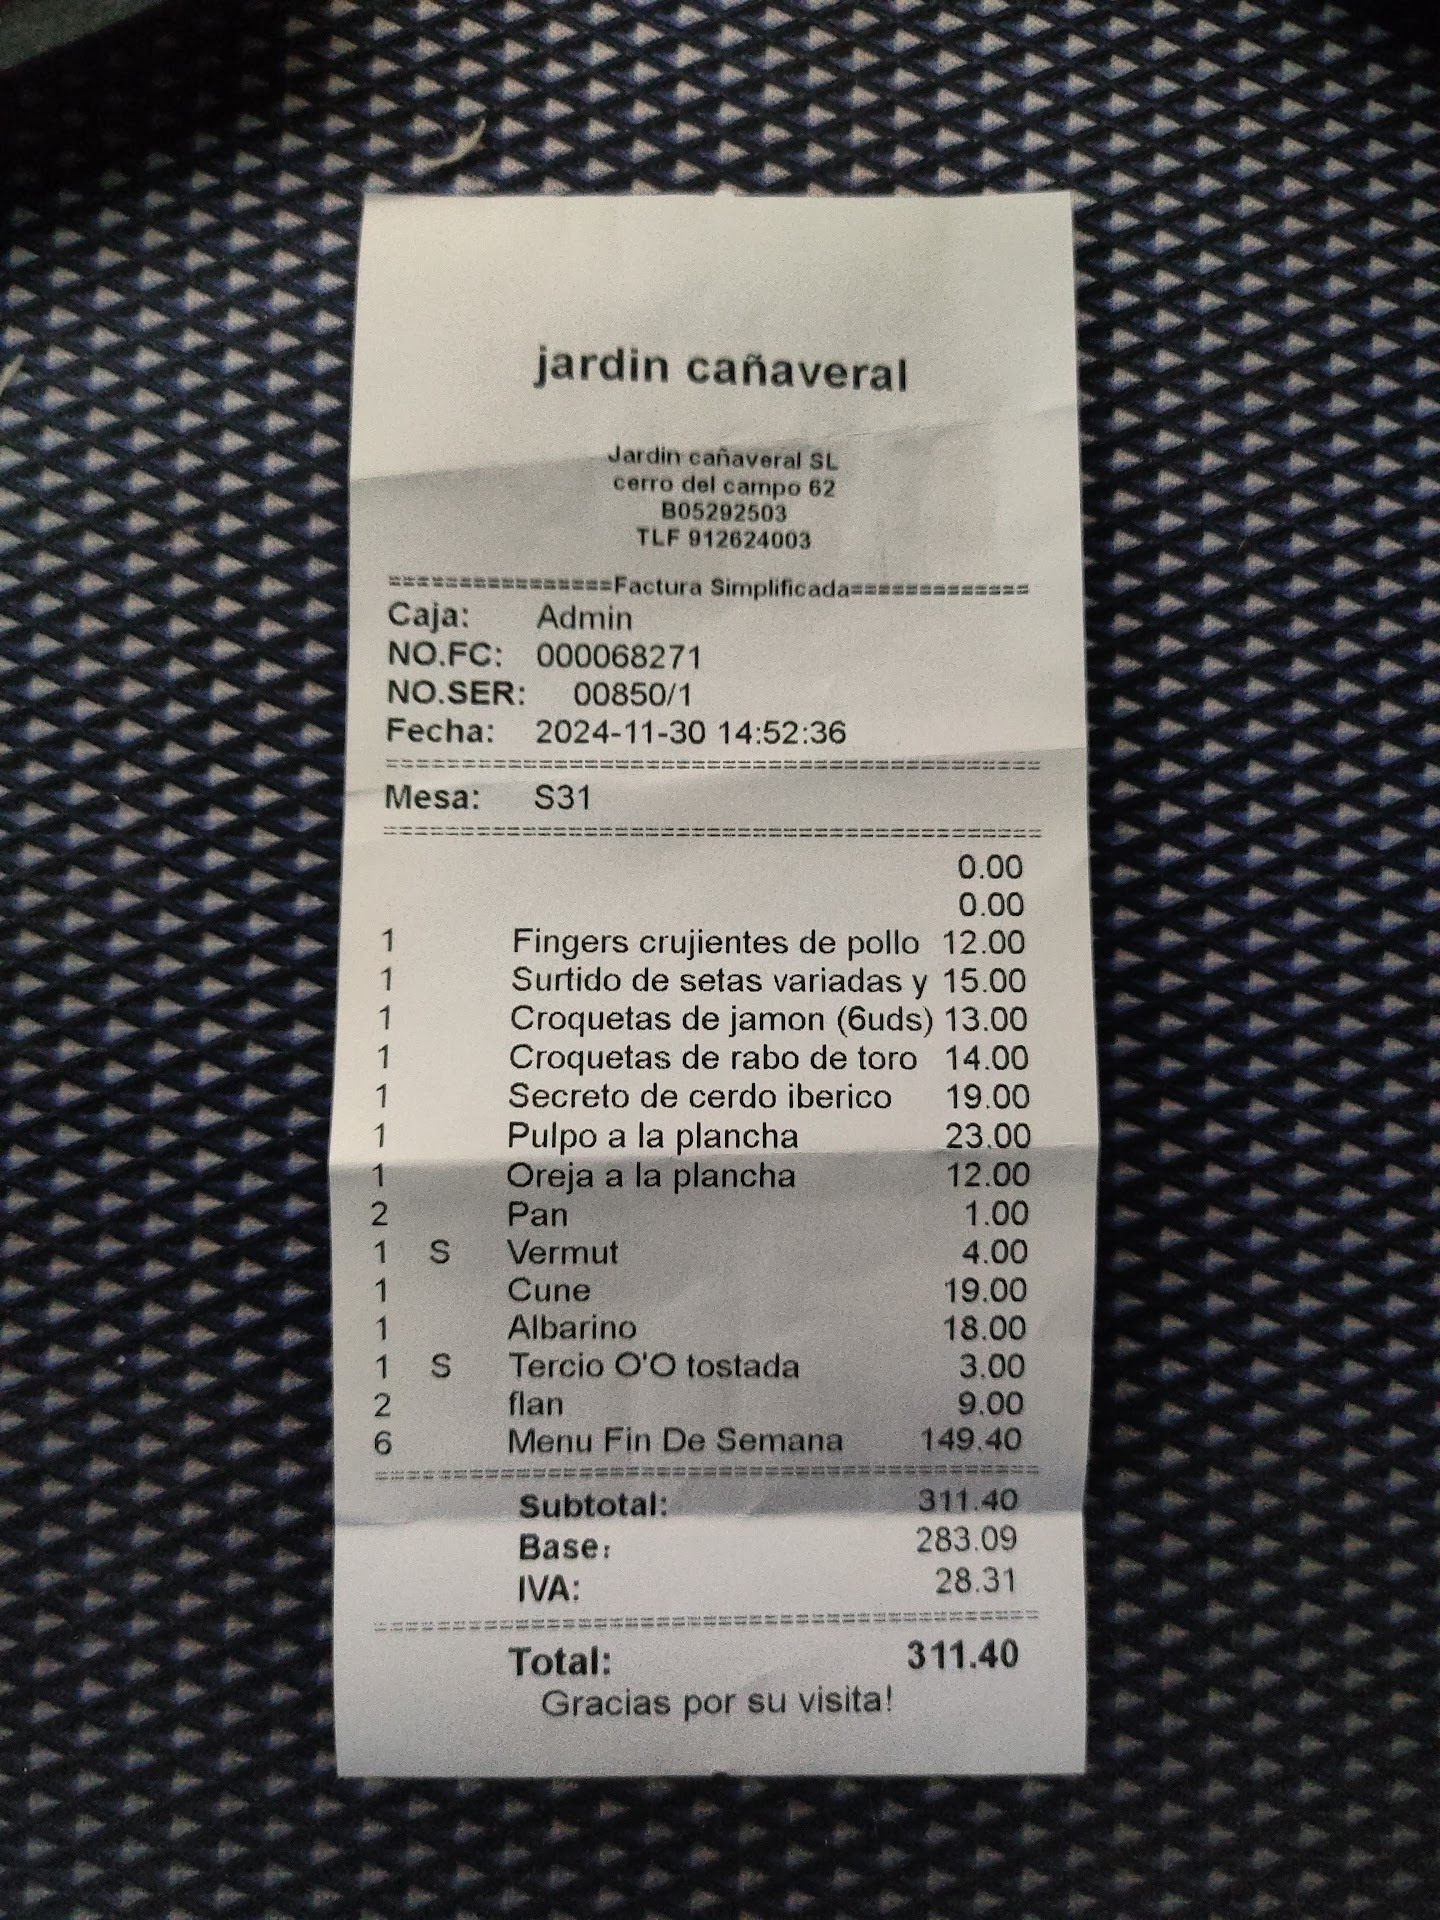 jardin cañaveral
Jardin cañaveral SL
cerro del campo 62
B05292503
TLF 912624003
================Factura Simplificada=============
Caja: Admin
NO.FC: 000068271
NO.SER: 00850/1
Fecha: 2024-11-30 14:52:36
Mesa: S31
0.00
0.00
1 Fingers crujientes de pollo 12.00
1 Surtido de setas variadas y 15.00
1 Croquetas de jamon (6uds) 13.00
1 Croquetas de rabo de toro 14.00
1 Secreto de cerdo iberico 19.00
1 Pulpo a la plancha 23.00
1 Oreja a la plancha 12.00
2 Pan 1.00
1 S Vermut 4.00
1 Cune 19.00
1 Albarino 18.00
1 S Tercio O'O tostada 3.00
2 flan 9.00
6 Menu Fin De Semana 149.40
Subtotal: 311.40
Base: 283.09
IVA: 28.31
Total: 311.40
Gracias por su visita!